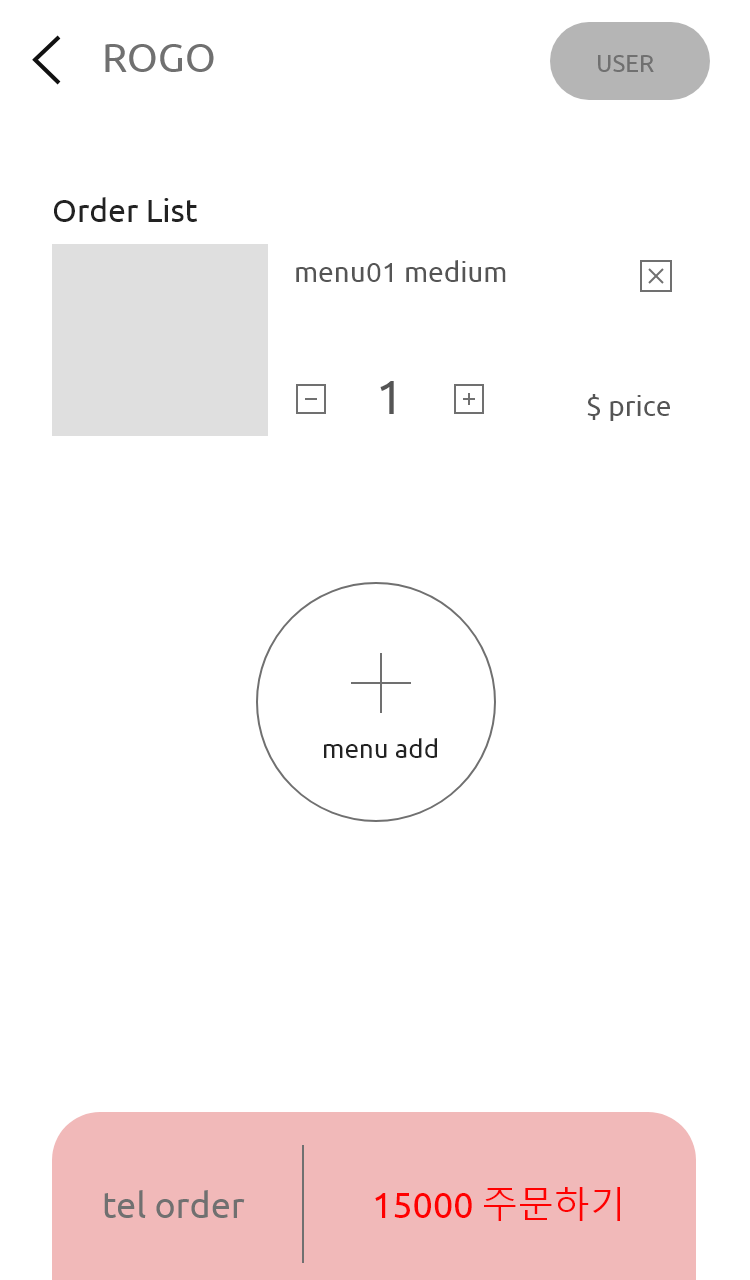 ROGO
USER
Order List
menu01 medium
1
$ price
menu add
tel order
15000 주문하기